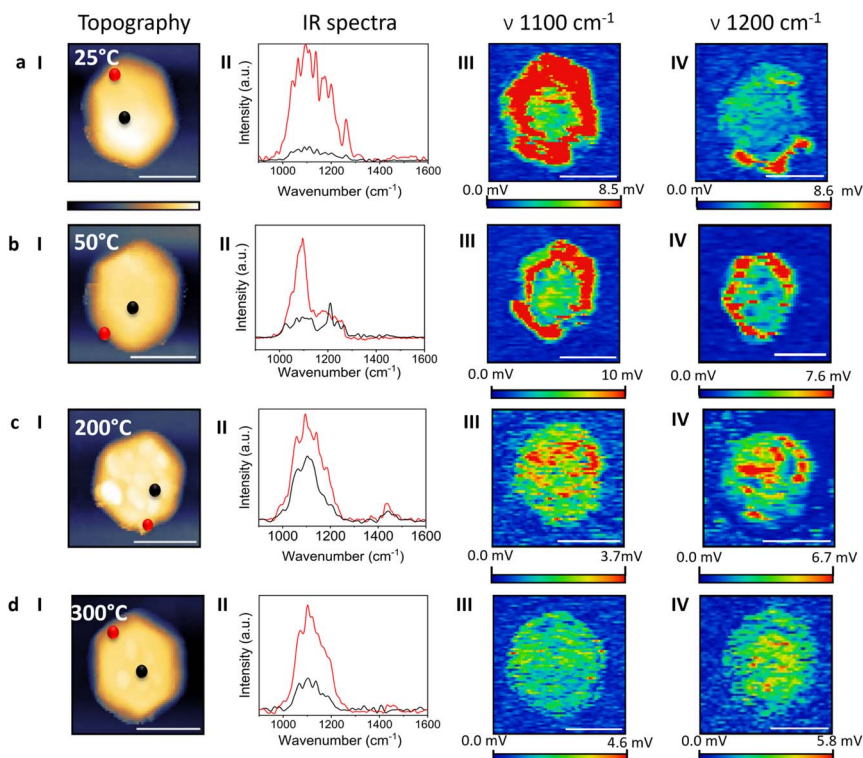 Topography IR spectra ν 1100 cm⁻¹ ν 1200 cm⁻¹
a I 25°C II III IV
Intensity (a.u.)
1000 1200 1400 1600
Wavenumber (cm⁻¹)
0.0 mV 8.5 mV 0.0 8.6 mV
b I 50°C II III IV
Intensity (a.u.)
1000 1200 1400 1600
Wavenumber (cm⁻¹)
0.0 mV 10 mV 0.0 mV 7.6 mV
c I 200°C II III IV
Intensity (a.u.)
1000 1200 1400 1600
Wavenumber (cm⁻¹)
0.0 mV 3.7mV 0.0 mV 6.7 mV
d I 300°C II III IV
Intensity (a.u.)
1000 1200 1400 1600
Wavenumber (cm⁻¹)
0.0 mV 4.6 mV 0.0 mV 5.8 mV